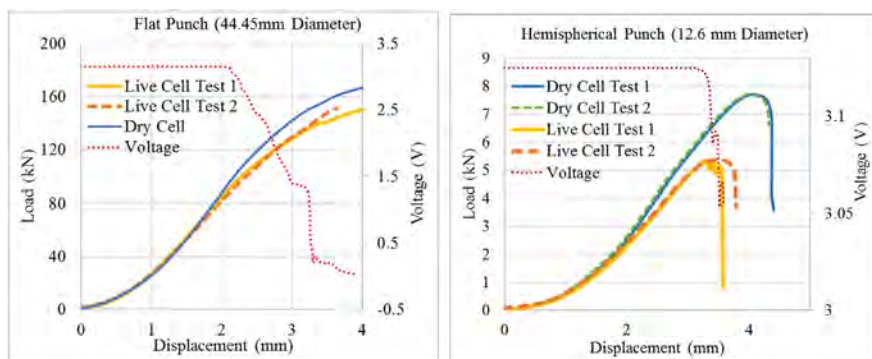 Flat Punch (44.45mm Diameter)
200
160
120
80
40
0
Load (kN)
3.5
2.5
1.5
0.5
-0.5
Voltage (V)
Live Cell Test 1
Live Cell Test 2
Dry Cell
Voltage
0 1 2 3 4
Displacement (mm)
Hemispherical Punch (12.6 mm Diameter)
9
8
7
6
5
4
3
2
1
0
Load (kN)
3.1
3.05
3
Voltage (V)
Dry Cell Test 1
Dry Cell Test 2
Live Cell Test 1
Live Cell Test 2
Voltage
0 2 4
Displacement (mm)